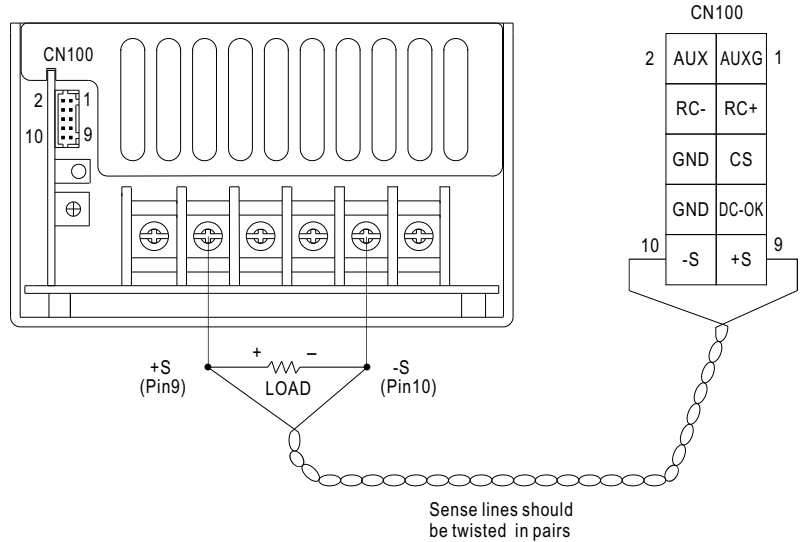 CN100
2 1
10 9
+S
(Pin9)
+ –
LOAD
-S
(Pin10)
CN100
2 AUX AUXG 1
RC- RC+
GND CS
GND DC-OK
10 -S +S 9
Sense lines should
be twisted in pairs